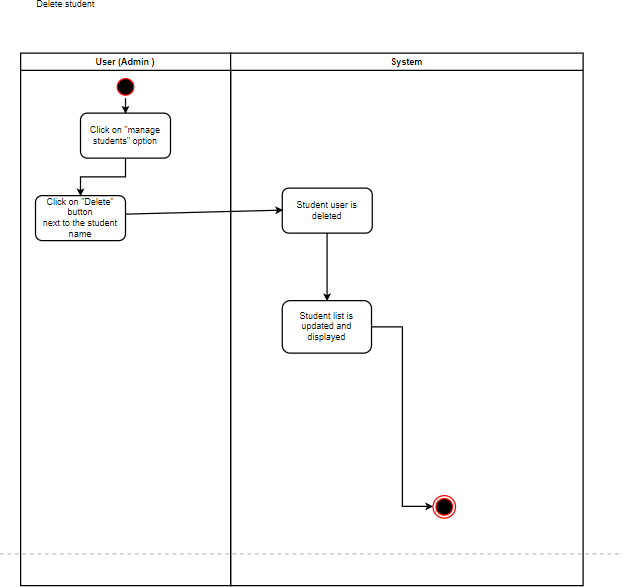 Delete student
User (Admin )
System
Click on "manage
students" option
Click on "Delete"
button
next to the student
name
Student user is
deleted
Student list is
updated and
displayed